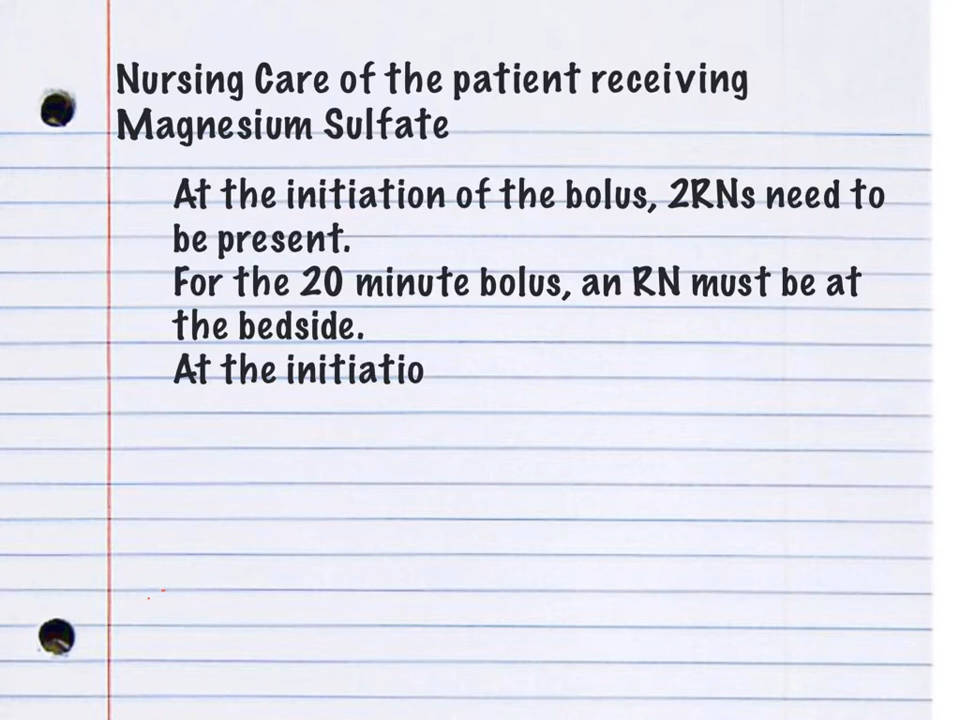 Nursing Care of the patient receiving
Magnesium Sulfate
At the initiation of the bolus, 2RNs need to
be present.
For the 20 minute bolus, an RN must be at
the bedside.
At the initiatio